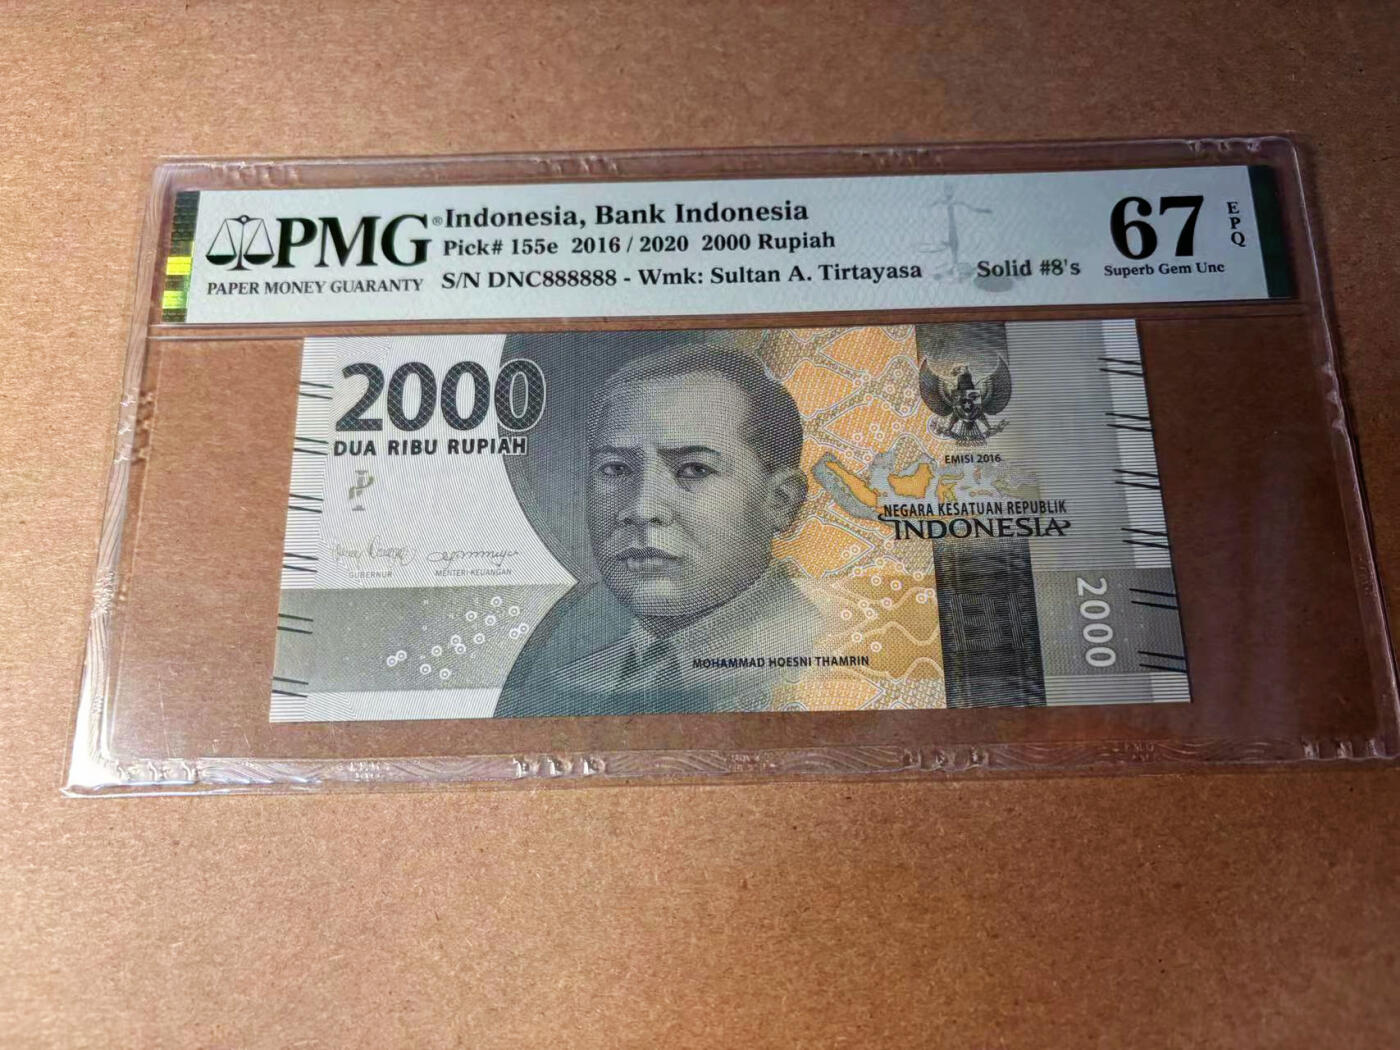 PMG®
PAPER MONEY GUARANTY
Indonesia, Bank Indonesia
Pick# 155e 2016 / 2020 2000 Rupiah
S/N DNC888888 - Wmk: Sultan A. Tirtayasa
Solid #8's
67
EPQ
Superb Gem Unc
2000
DUA RIBU RUPIAH
EMISI 2016
NEGARA KESATUAN REPUBLIK
INDONESIA
GUBERNUR
MENTERI KEUANGAN
MOHAMMAD HOESNI THAMRIN
2000